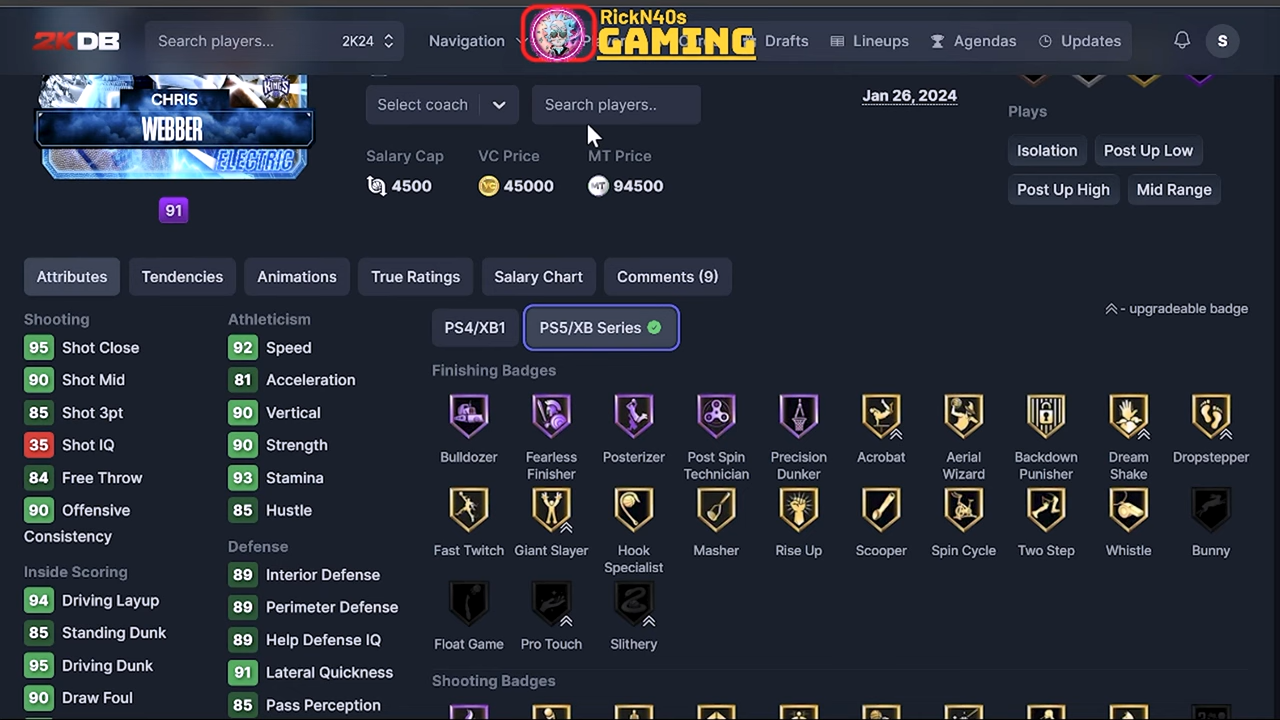 2KDB
Search players...
2K24
Navigation
RickN40s
GAMING
Drafts
Lineups
Agendas
Updates
S
KINGS
CHRIS
WEBBER
ELECTRIC
91
Select coach
Search players..
Jan 26, 2024
Salary Cap
VC Price
MT Price
4500
VC
45000
MT
94500
Plays
Isolation
Post Up Low
Post Up High
Mid Range
Attributes
Tendencies
Animations
True Ratings
Salary Chart
Comments (9)
Shooting
95 Shot Close
90 Shot Mid
85 Shot 3pt
35 Shot IQ
84 Free Throw
90 Offensive
Consistency
Inside Scoring
94 Driving Layup
85 Standing Dunk
95 Driving Dunk
90 Draw Foul
Athleticism
92 Speed
81 Acceleration
90 Vertical
90 Strength
93 Stamina
85 Hustle
Defense
89 Interior Defense
89 Perimeter Defense
89 Help Defense IQ
91 Lateral Quickness
85 Pass Perception
PS4/XB1
PS5/XB Series
- upgradeable badge
Finishing Badges
Bulldozer
Fearless
Finisher
Posterizer
Post Spin
Technician
Precision
Dunker
Acrobat
Aerial
Wizard
Backdown
Punisher
Dream
Shake
Dropstepper
Fast Twitch
Giant Slayer
Hook
Specialist
Masher
Rise Up
Scooper
Spin Cycle
Two Step
Whistle
Bunny
Float Game
Pro Touch
Slithery
Shooting Badges